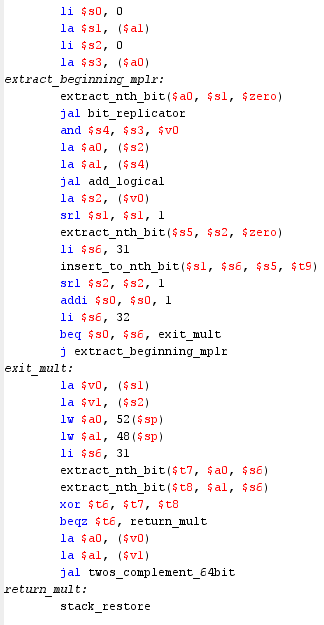 li $s0, 0
la $s1, ($a1)
li $s2, 0
la $s3, ($a0)
extract_beginning_mplr:
extract_nth_bit($a0, $s1, $zero)
jal bit_replicator
and $s4, $s3, $v0
la $a0, ($s2)
la $a1, ($s4)
jal add_logical
la $s2, ($v0)
srl $s1, $s1, 1
extract_nth_bit($s5, $s2, $zero)
li $s6, 31
insert_to_nth_bit($s1, $s6, $s5, $t9)
srl $s2, $s2, 1
addi $s0, $s0, 1
li $s6, 32
beq $s0, $s6, exit_mult
j extract_beginning_mplr
exit_mult:
la $v0, ($s1)
la $v1, ($s2)
lw $a0, 52($sp)
lw $a1, 48($sp)
li $s6, 31
extract_nth_bit($t7, $a0, $s6)
extract_nth_bit($t8, $a1, $s6)
xor $t6, $t7, $t8
beqz $t6, return_mult
la $a0, ($v0)
la $a1, ($v1)
jal twos_complement_64bit
return_mult:
stack_restore